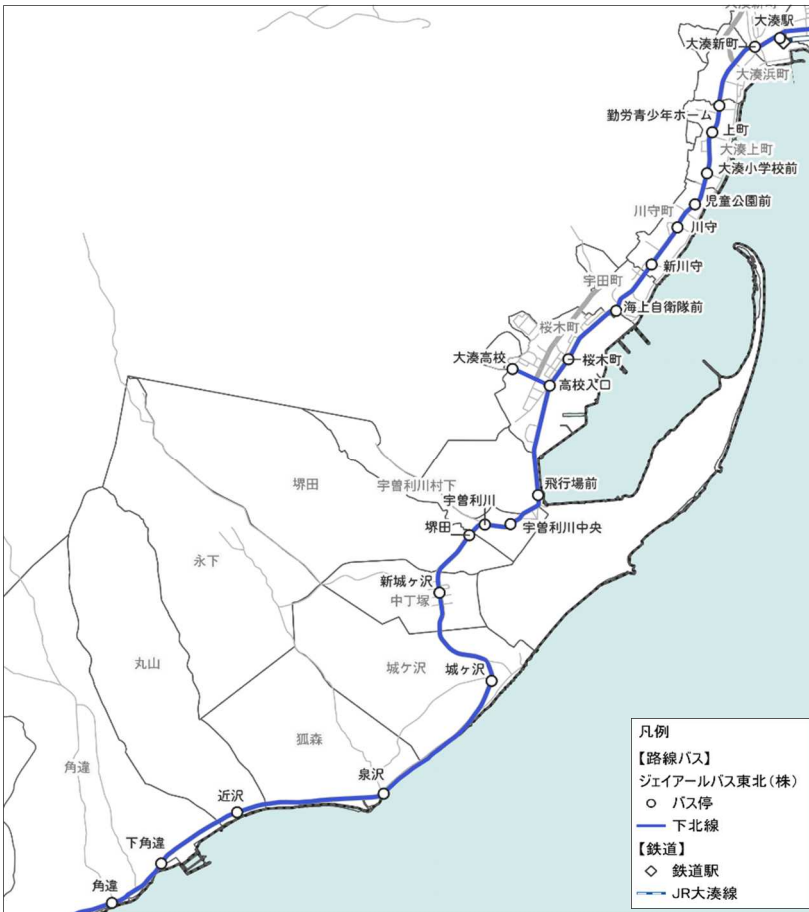 大湊新町
大湊駅
大湊新町
大湊浜町
勤労青少年ホーム
上町
大湊上町
大湊小学校前
児童公園前
川守町
川守
新川守
宇田町
海上自衛隊前
桜木町
大湊高校
桜木町
高校入口
堺田
宇曽利川村下
飛行場前
宇曽利川
堺田
宇曽利川中央
永下
新城ヶ沢
中丁塚
丸山
城ケ沢
城ヶ沢
狐森
角違
泉沢
近沢
下角違
角違
凡例
【路線バス】
ジェイアールバス東北(株)
バス停
下北線
【鉄道】
鉄道駅
JR大湊線